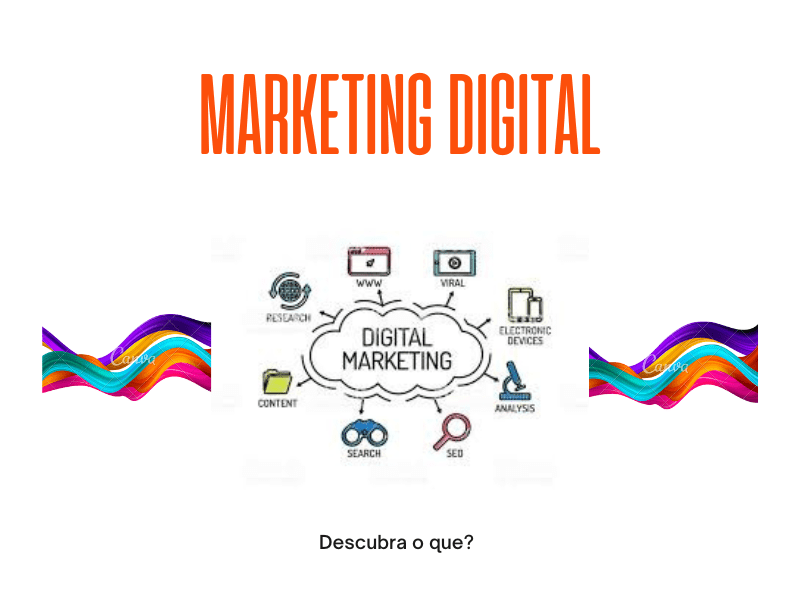 MARKETING DIGITAL
WWW
VIRAL
RESEARCH
ELECTRONIC
DEVICES
DIGITAL
MARKETING
CONTENT
ANALYSIS
SEARCH
SEO
Canva
Canva
Descubra o que?